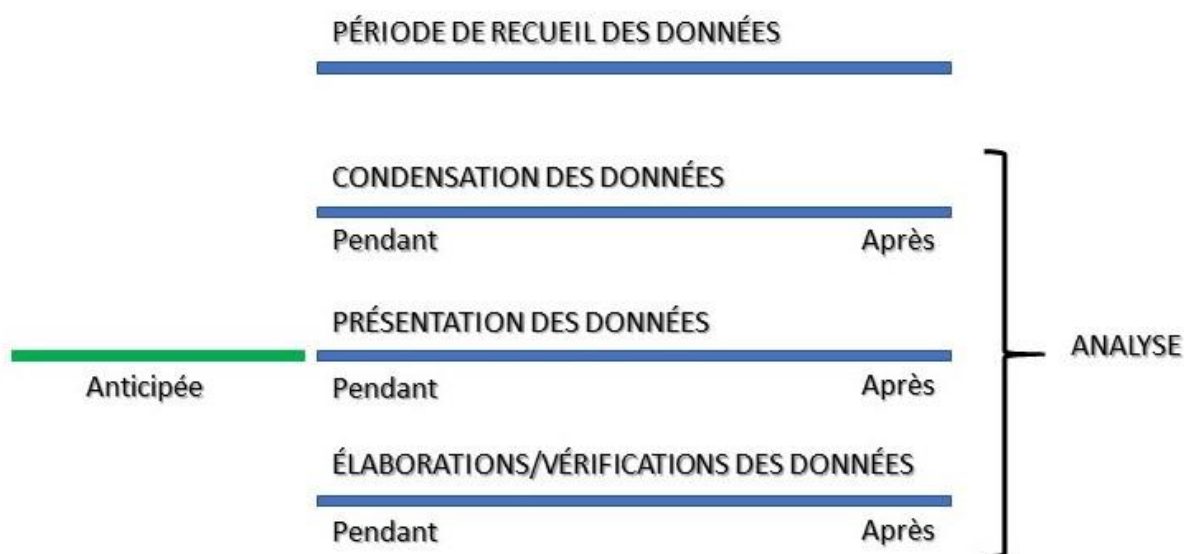 PÉRIODE DE RECUEIL DES DONNÉES
CONDENSATION DES DONNÉES
Pendant Après
PRÉSENTATION DES DONNÉES
ANALYSE
Anticipée Pendant Après
ÉLABORATIONS/VÉRIFICATIONS DES DONNÉES
Pendant Après